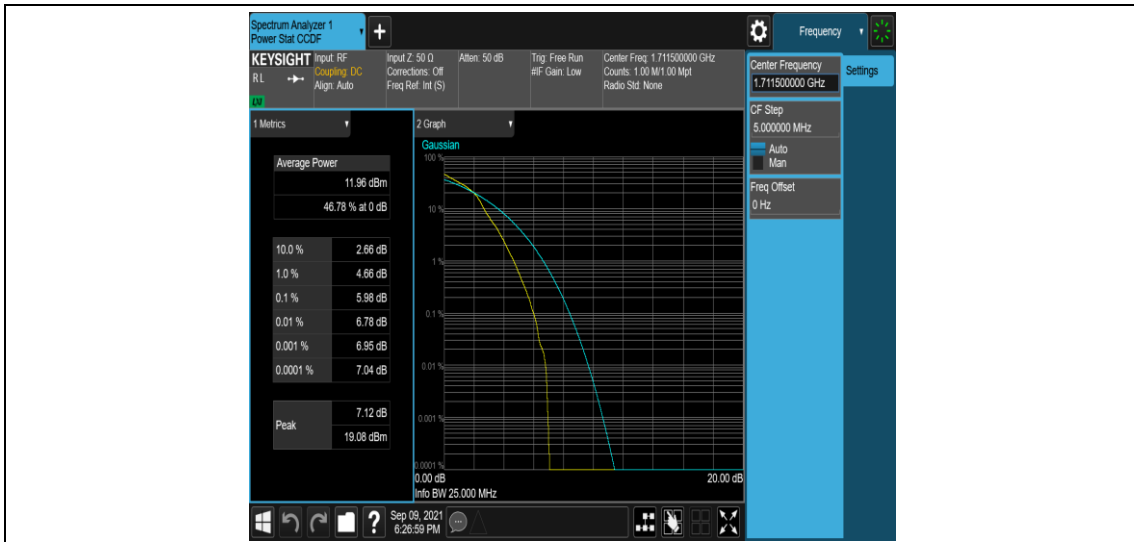 Spectrum Analyzer 1
Power Stat CCDF
+
Frequency
KEYSIGHT
RL
LXI
Input: RF
Coupling: DC
Align: Auto
Input Z: 50 Ω
Corrections: Off
Freq Ref: Int (S)
Atten: 50 dB
Trig: Free Run
#IF Gain: Low
Center Freq: 1.711500000 GHz
Counts: 1.00 M/1.00 Mpt
Radio Std: None
Center Frequency
1.711500000 GHz
Settings
CF Step
5.000000 MHz
Auto
Man
Freq Offset
0 Hz
1 Metrics
Average Power
11.96 dBm
46.78 % at 0 dB
10.0 % 2.66 dB
1.0 % 4.66 dB
0.1 % 5.98 dB
0.01 % 6.78 dB
0.001 % 6.95 dB
0.0001 % 7.04 dB
Peak
7.12 dB
19.08 dBm
2 Graph
Gaussian
100 %
10 %
1 %
0.1 %
0.01 %
0.001 %
0.0001 %
0.00 dB 20.00 dB
Info BW 25.000 MHz
?
Sep 09, 2021
6:26:59 PM